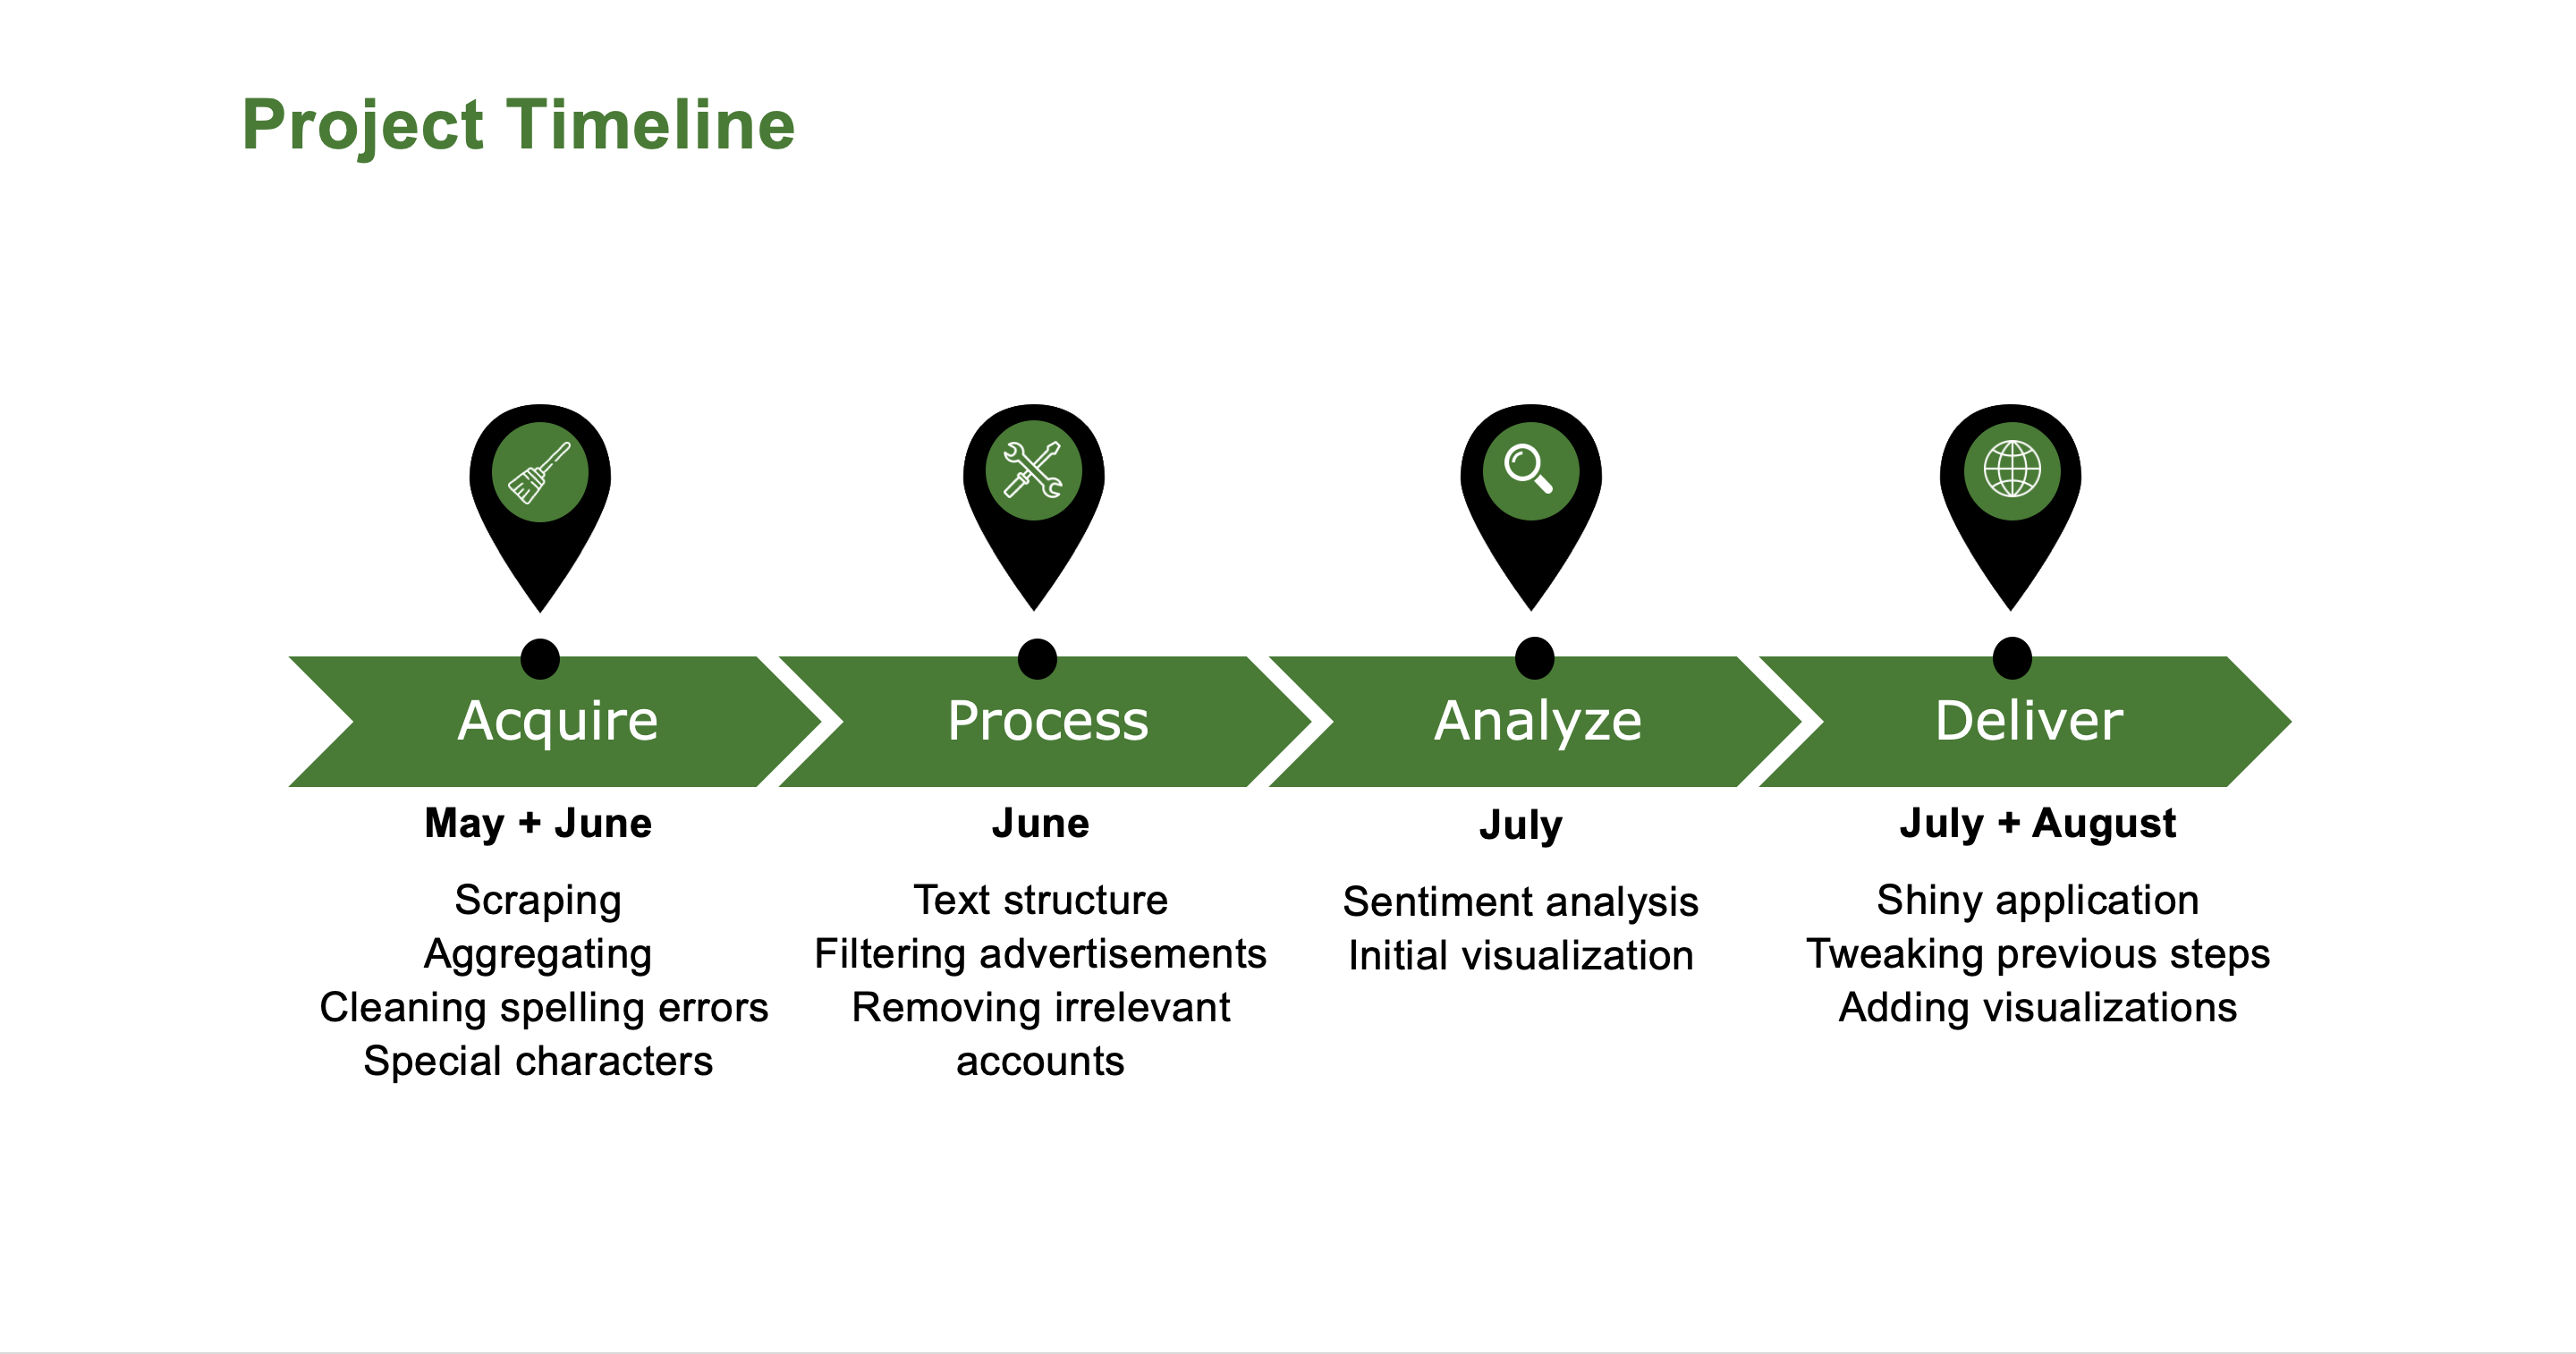 Project Timeline
Acquire
May + June
Scraping
Aggregating
Cleaning spelling errors
Special characters
Process
June
Text structure
Filtering advertisements
Removing irrelevant
accounts
Analyze
July
Sentiment analysis
Initial visualization
Deliver
July + August
Shiny application
Tweaking previous steps
Adding visualizations